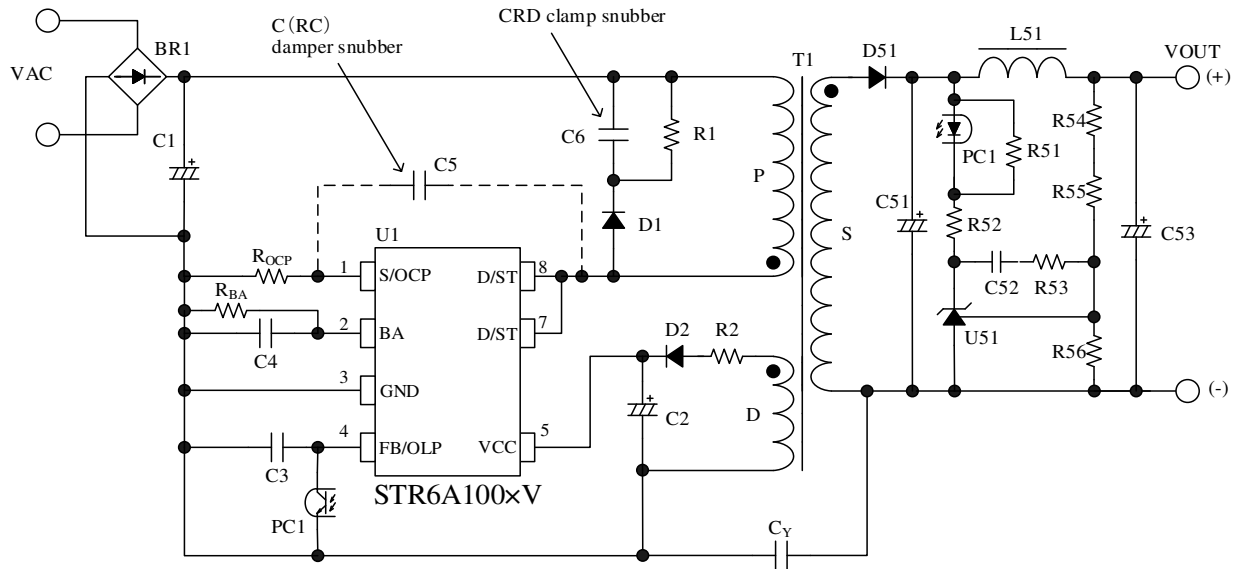 CRD clamp snubber
C (RC)
damper snubber
BR1
T1
D51
L51
VOUT
VAC
(+)
C1
C6
R1
R54
PC1
R51
C5
P
R55
C51
R52
D1
S
C53
U1
ROCP
1
S/OCP
D/ST
8
C52
R53
RBA
2
BA
D/ST
7
C4
D2
R2
U51
R56
3
GND
(-)
C2
D
4
FB/OLP
VCC
5
C3
STR6A100×V
PC1
CY